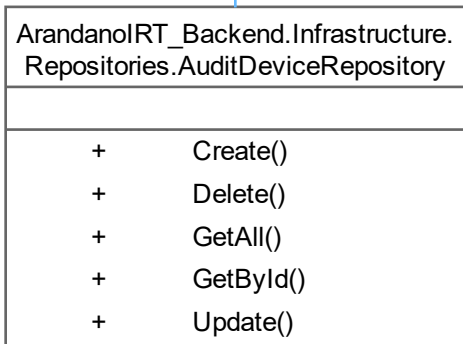 ArandanoIRT_Backend.Infrastructure.
Repositories.AuditDeviceRepository
+ Create()
+ Delete()
+ GetAll()
+ GetById()
+ Update()